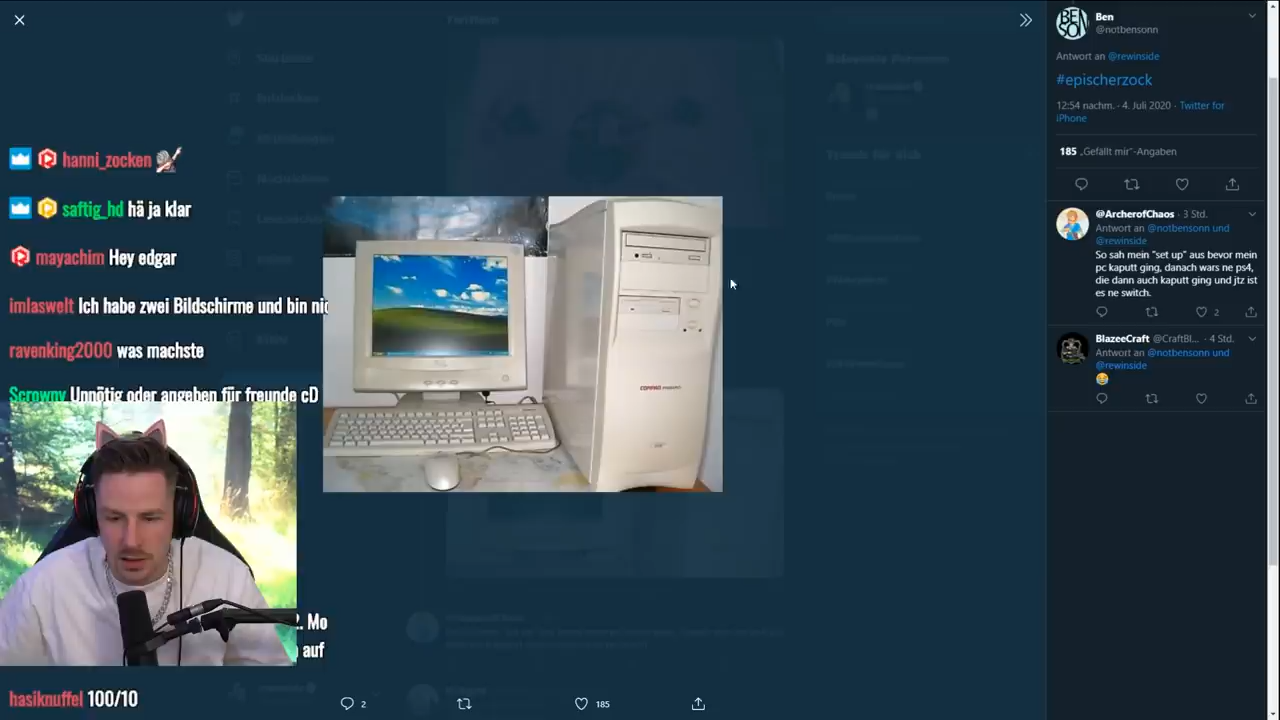 hanni_zocken
saftig_hd hä ja klar
mayachim Hey edgar
imlaswelt Ich habe zwei Bildschirme und bin nic
ravenking2000 was machste
Scrowny Unnötig oder angeben für freunde cD
2. Mo
auf
hasiknuffel 100/10
COMPAQ
2
185
BEN
SON
Ben
@notbensonn
Antwort an @rewinside
#epischerzock
12:54 nachm. · 4. Juli 2020 · Twitter for
iPhone
185 „Gefällt mir“-Angaben
@ArcherofChaos · 3 Std.
Antwort an @notbensonn und
@rewinside
So sah mein "set up" aus bevor mein
pc kaputt ging, danach wars ne ps4,
die dann auch kaputt ging und jtz ist
es ne switch.
2
BlazeeCraft @CraftBl... · 4 Std.
Antwort an @notbensonn und
@rewinside